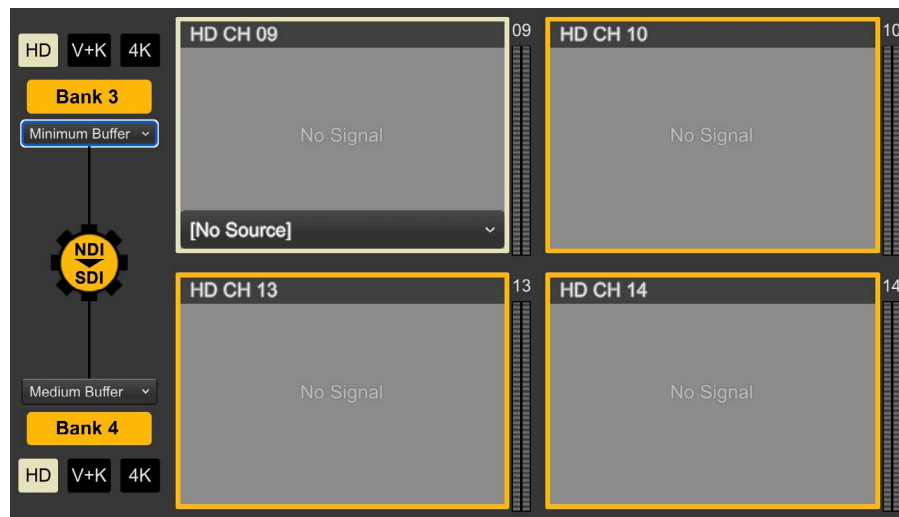 HD V+K 4K
Bank 3
Minimum Buffer
NDI
SDI
Medium Buffer
Bank 4
HD V+K 4K
HD CH 09
09
No Signal
[No Source]
HD CH 10
10
No Signal
HD CH 13
13
No Signal
HD CH 14
14
No Signal